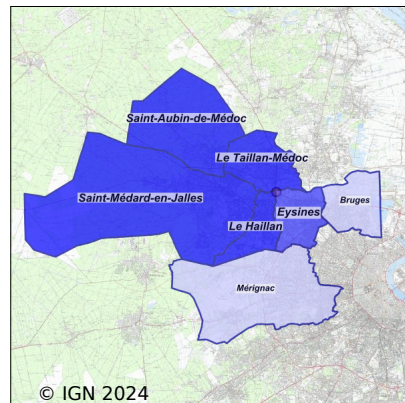 Saint-Aubin-de-Médoc
Le Taillan-Médoc
Saint-Médard-en-Jalles
Bruges
Eysines
Le Haillan
Mérignac
© IGN 2024